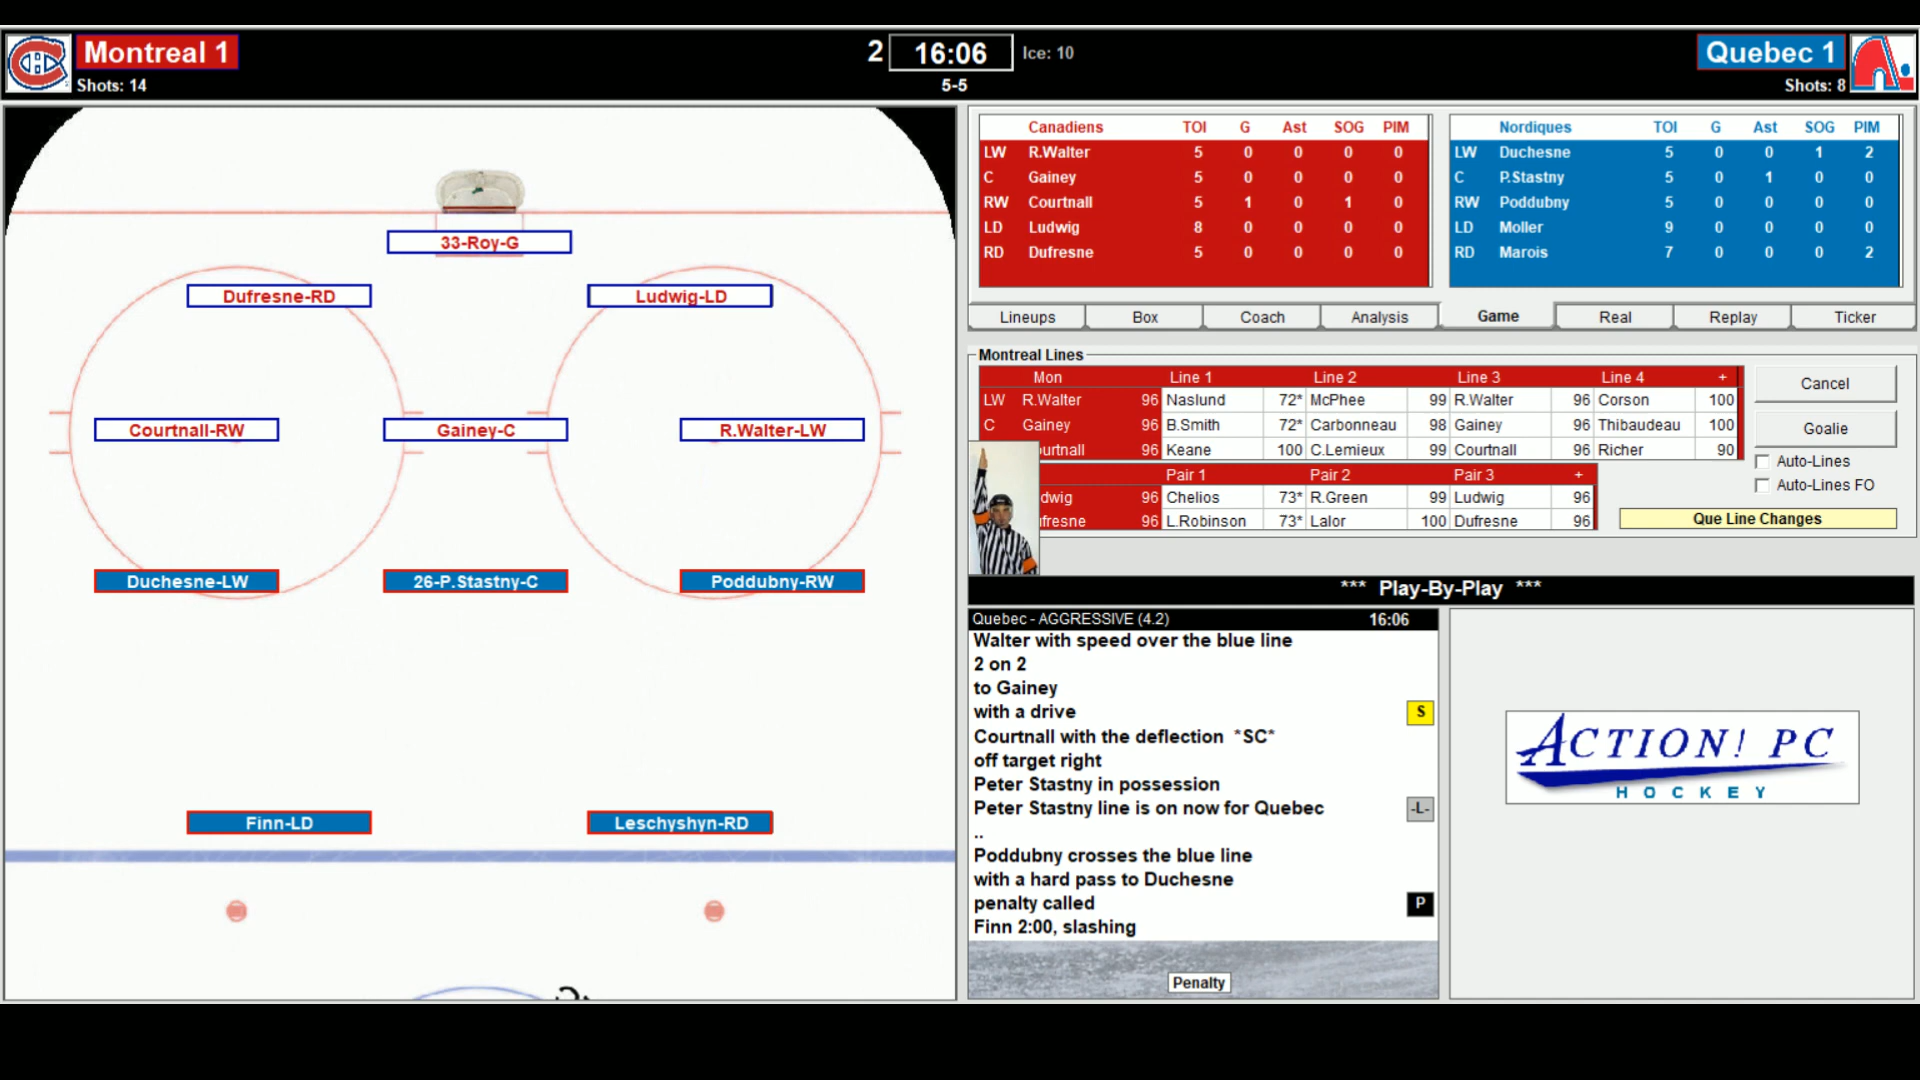 Montreal 1
Shots: 14
2 16:06 Ice: 10
5-5
Quebec 1
Shots: 8
33-Roy-G
Dufresne-RD Ludwig-LD
Courtnall-RW Gainey-C R.Walter-LW
Duchesne-LW 26-P.Stastny-C Poddubny-RW
Finn-LD Leschyshyn-RD
Canadiens TOI G Ast SOG PIM
LW R.Walter 5 0 0 0 0
C Gainey 5 0 0 0 0
RW Courtnall 5 1 0 1 0
LD Ludwig 8 0 0 0 0
RD Dufresne 5 0 0 0 0
Nordiques TOI G Ast SOG PIM
LW Duchesne 5 0 0 1 2
C P.Stastny 5 0 1 0 0
RW Poddubny 5 0 0 0 0
LD Moller 9 0 0 0 0
RD Marois 7 0 0 0 2
Lineups Box Coach Analysis Game Real Replay Ticker
Montreal Lines
Mon Line 1 Line 2 Line 3 Line 4 +
LW R.Walter 96 Naslund 72* McPhee 99 R.Walter 96 Corson 100
C Gainey 96 B.Smith 72* Carbonneau 98 Gainey 96 Thibaudeau 100
ourtnall 96 Keane 100 C.Lemieux 99 Courtnall 96 Richer 90
Pair 1 Pair 2 Pair 3 +
dwig 96 Chelios 73* R.Green 99 Ludwig 96
ufresne 96 L.Robinson 73* Lalor 100 Dufresne 96
Cancel
Goalie
Auto-Lines
Auto-Lines FO
Que Line Changes
*** Play-By-Play ***
Quebec - AGGRESSIVE (4.2) 16:06
Walter with speed over the blue line
2 on 2
to Gainey
with a drive S
Courtnall with the deflection *SC*
off target right
Peter Stastny in possession
Peter Stastny line is on now for Quebec -L-
..
Poddubny crosses the blue line
with a hard pass to Duchesne
penalty called P
Finn 2:00, slashing
Penalty
ACTION! PC
HOCKEY